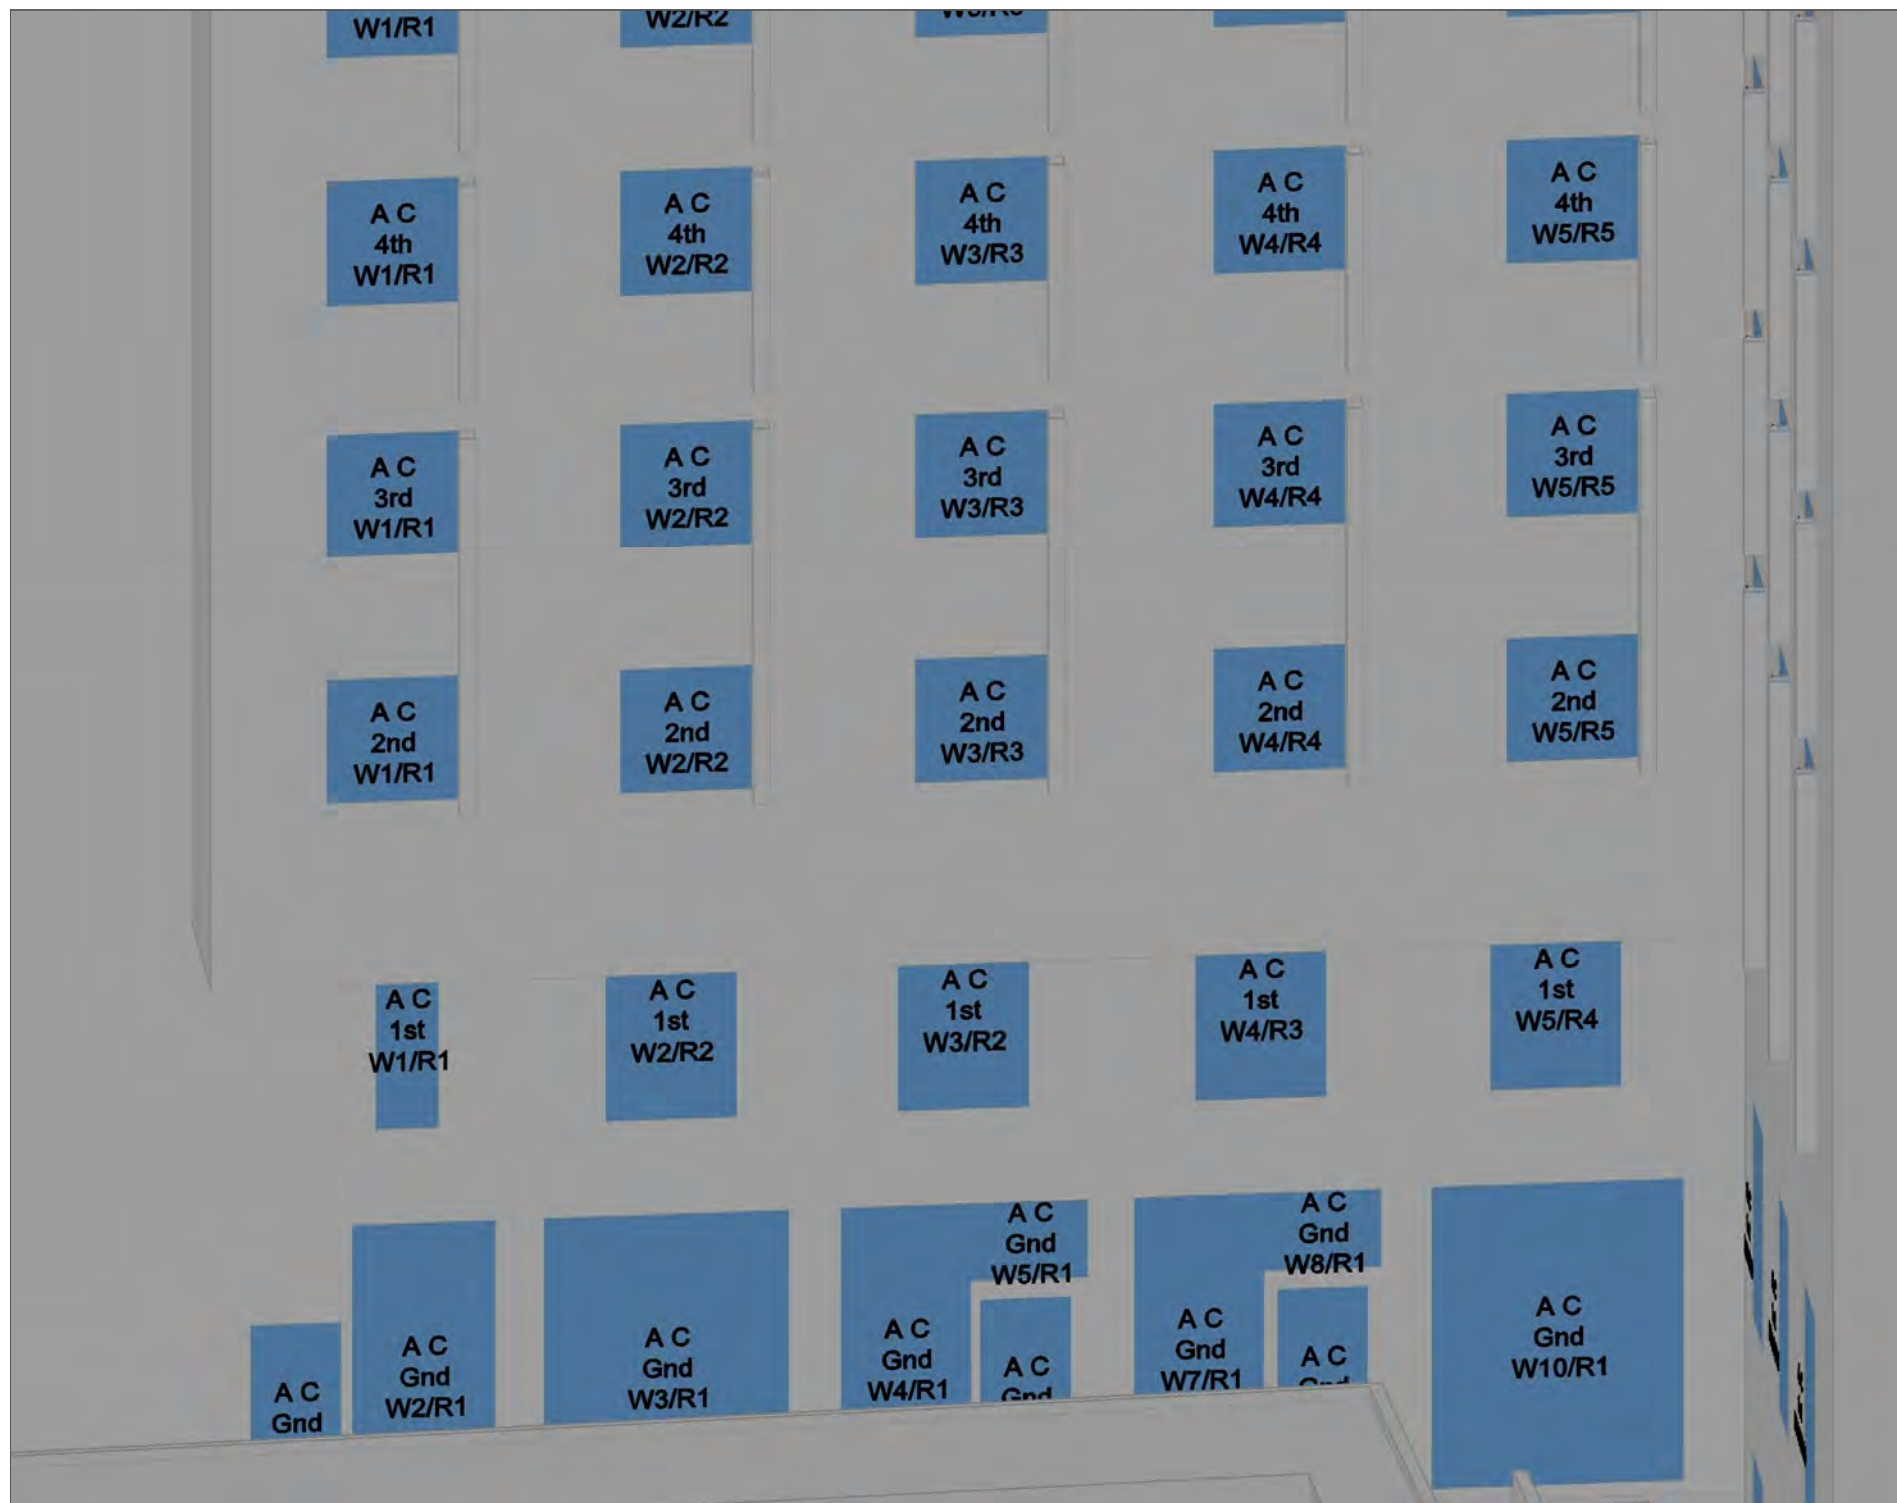 W1/R1
W2/R2
A C
4th
W1/R1
A C
4th
W2/R2
A C
4th
W3/R3
A C
4th
W4/R4
A C
4th
W5/R5
A C
3rd
W1/R1
A C
3rd
W2/R2
A C
3rd
W3/R3
A C
3rd
W4/R4
A C
3rd
W5/R5
A C
2nd
W1/R1
A C
2nd
W2/R2
A C
2nd
W3/R3
A C
2nd
W4/R4
A C
2nd
W5/R5
A C
1st
W1/R1
A C
1st
W2/R2
A C
1st
W3/R2
A C
1st
W4/R3
A C
1st
W5/R4
A C
Gnd
A C
Gnd
W2/R1
A C
Gnd
W3/R1
A C
Gnd
W4/R1
A C
Gnd
W5/R1
A C
Gnd
A C
Gnd
W7/R1
A C
Gnd
W8/R1
A C
Gnd
A C
Gnd
W10/R1